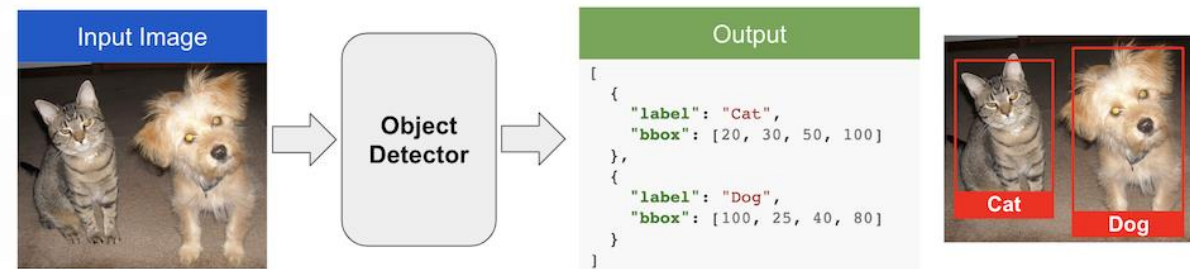 Input Image
Object
Detector
Output
[
  {
    "label": "Cat",
    "bbox": [20, 30, 50, 100]
  },
  {
    "label": "Dog",
    "bbox": [100, 25, 40, 80]
  }
]
Cat
Dog